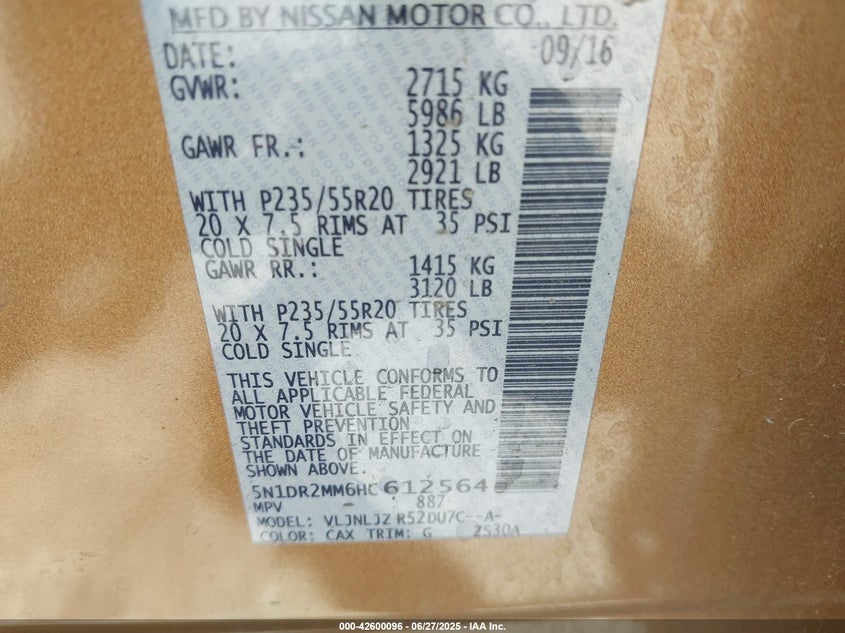 MFD BY NISSAN MOTOR CO., LTD.
DATE: 09/16
GVWR: 2715 KG
5986 LB
GAWR FR.: 1325 KG
2921 LB
WITH P235/55R20 TIRES
20 X 7.5 RIMS AT 35 PSI
COLD SINGLE
GAWR RR.: 1415 KG
3120 LB
WITH P235/55R20 TIRES
20 X 7.5 RIMS AT 35 PSI
COLD SINGLE
THIS VEHICLE CONFORMS TO
ALL APPLICABLE FEDERAL
MOTOR VEHICLE SAFETY AND
THEFT PREVENTION
STANDARDS IN EFFECT ON
THE DATE OF MANUFACTURE
SHOWN ABOVE.
5N1DR2MM6HC612564
MPV 887
MODEL: VLJNLJZ R52DU7C--A-
COLOR: CAX TRIM: G 2S30A
000-42600096 - 06/27/2025 - IAA Inc.